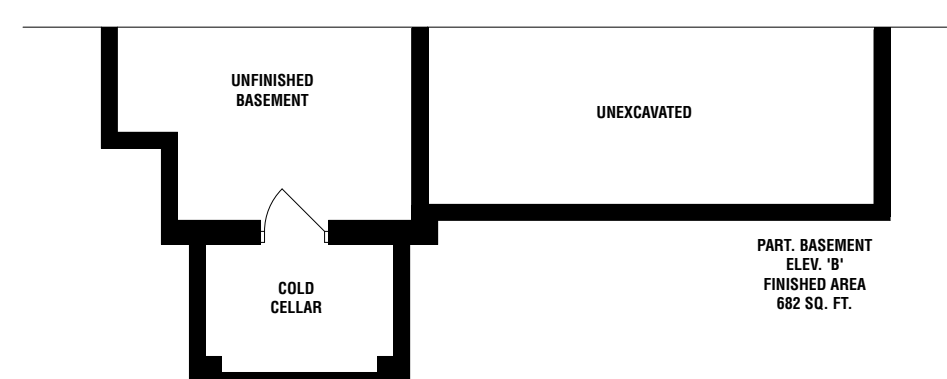 UNFINISHED
BASEMENT
UNEXCAVATED
PART. BASEMENT
ELEV. 'B'
FINISHED AREA
682 SQ. FT.
COLD
CELLAR